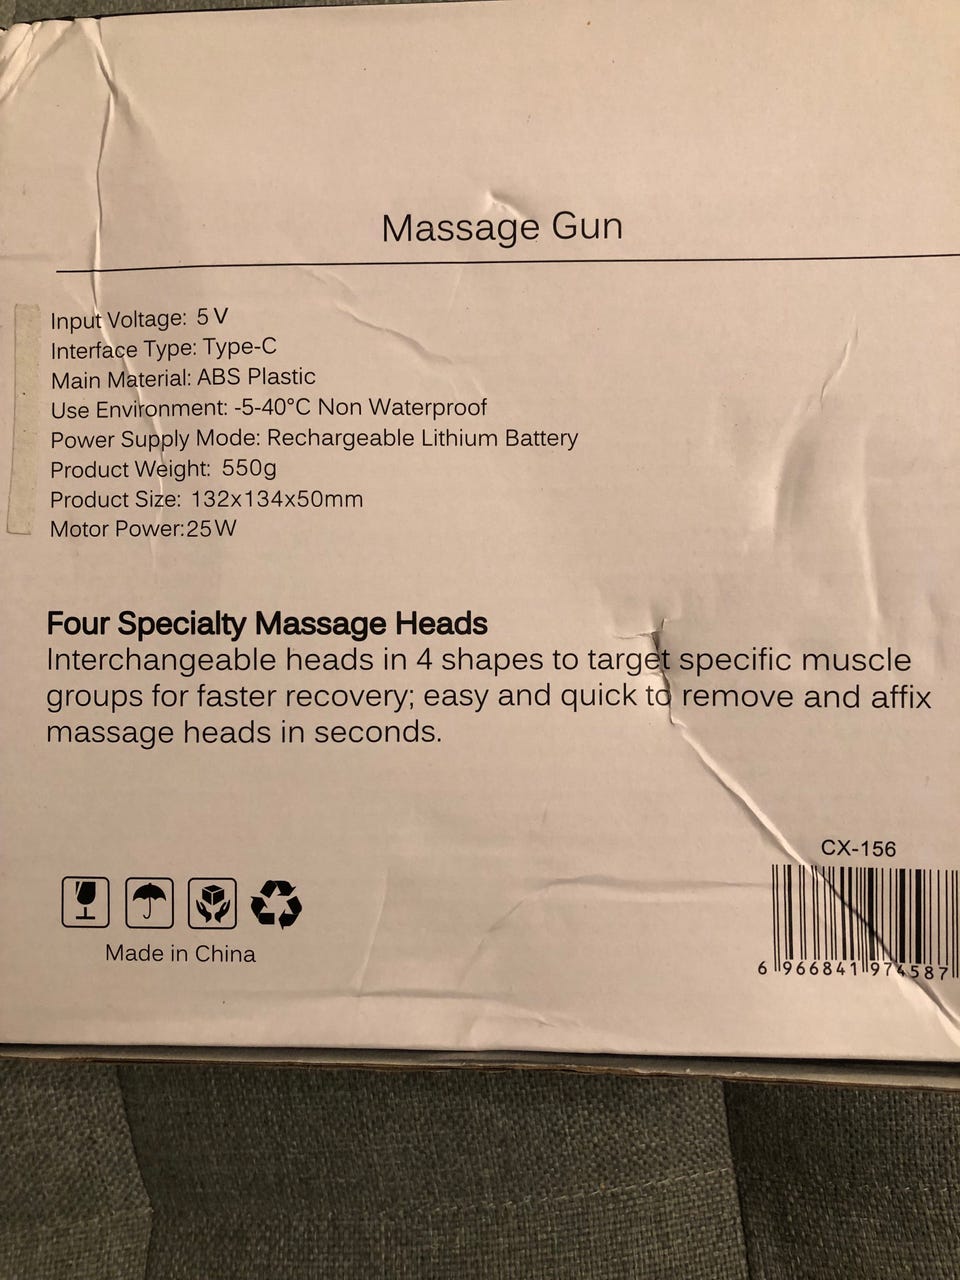 Massage Gun
Input Voltage: 5V
Interface Type: Type-C
Main Material: ABS Plastic
Use Environment: -5-40°C Non Waterproof
Power Supply Mode: Rechargeable Lithium Battery
Product Weight: 550g
Product Size: 132x134x50mm
Motor Power:25W
Four Specialty Massage Heads
Interchangeable heads in 4 shapes to target specific muscle
groups for faster recovery; easy and quick to remove and affix
massage heads in seconds.
CX-156
6 966841 974587
Made in China